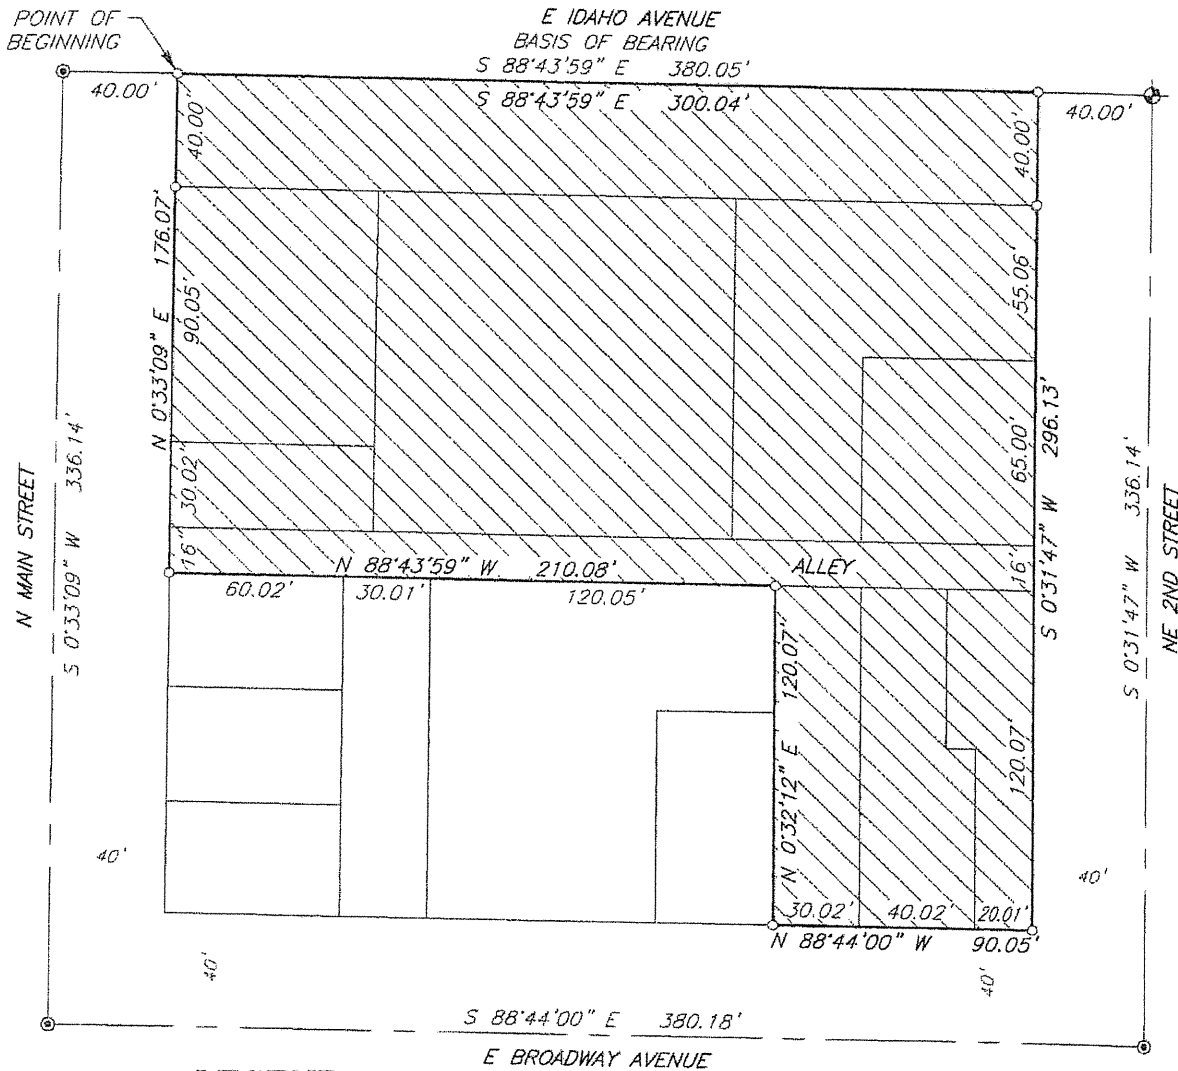 POINT OF
BEGINNING
E IDAHO AVENUE
BASIS OF BEARING
S 88°43'59" E 380.05'
S 88°43'59" E 300.04'
40.00'
40.00'
40.00'
40.00'
N 0°33'09" E 176.07'
90.05'
30.02'
16'
55.06'
65.00'
16'
S 0°31'47" W 296.13'
N MAIN STREET
S 0°33'09" W 336.14'
S 0°31'47" W 336.14'
NE 2ND STREET
N 88°43'59" W 210.08'
ALLEY
60.02'
30.01'
120.05'
N 0°32'12" E 120.07'
120.07'
40'
40'
30.02'
40.02'
20.01'
N 88°44'00" W 90.05'
40'
40'
S 88°44'00" E 380.18'
E BROADWAY AVENUE